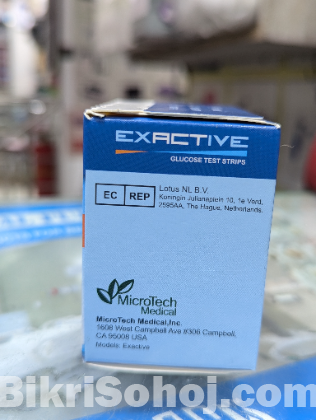 EXACTIVE
GLUCOSE TEST STRIPS
EC REP
Lotus NL B.V.
Koningin Julianaplein 10, 1e Verd,
2595AA, The Hague, Netherlands.
MicroTech
Medical
MicroTech Medical,Inc.
1608 West Campbell Ave #306 Campbell,
CA 95008 USA
Models: Exactive
BikriSohoj.com